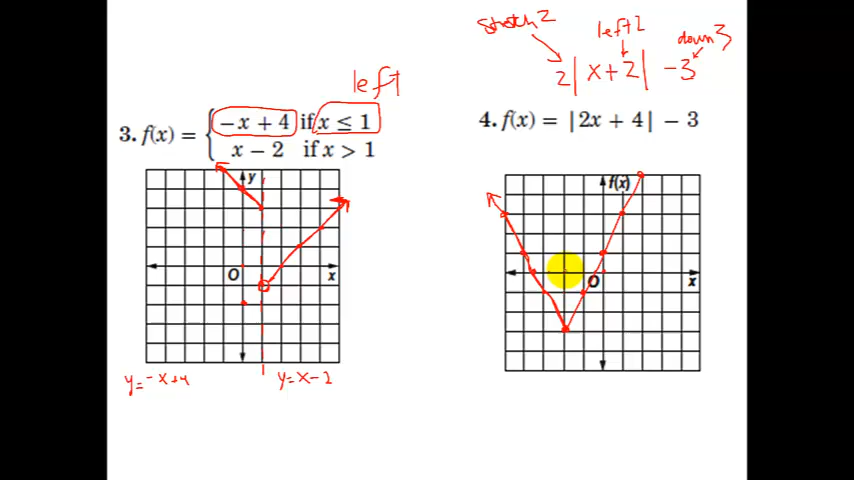 stretch 2
left 2
down 3
2|x+2| -3
left
3. f(x) = { -x + 4 if x ≤ 1
x - 2 if x > 1
4. f(x) = |2x + 4| - 3
y
O
x
f(x)
O
x
y=-x+4
1
y=x-2